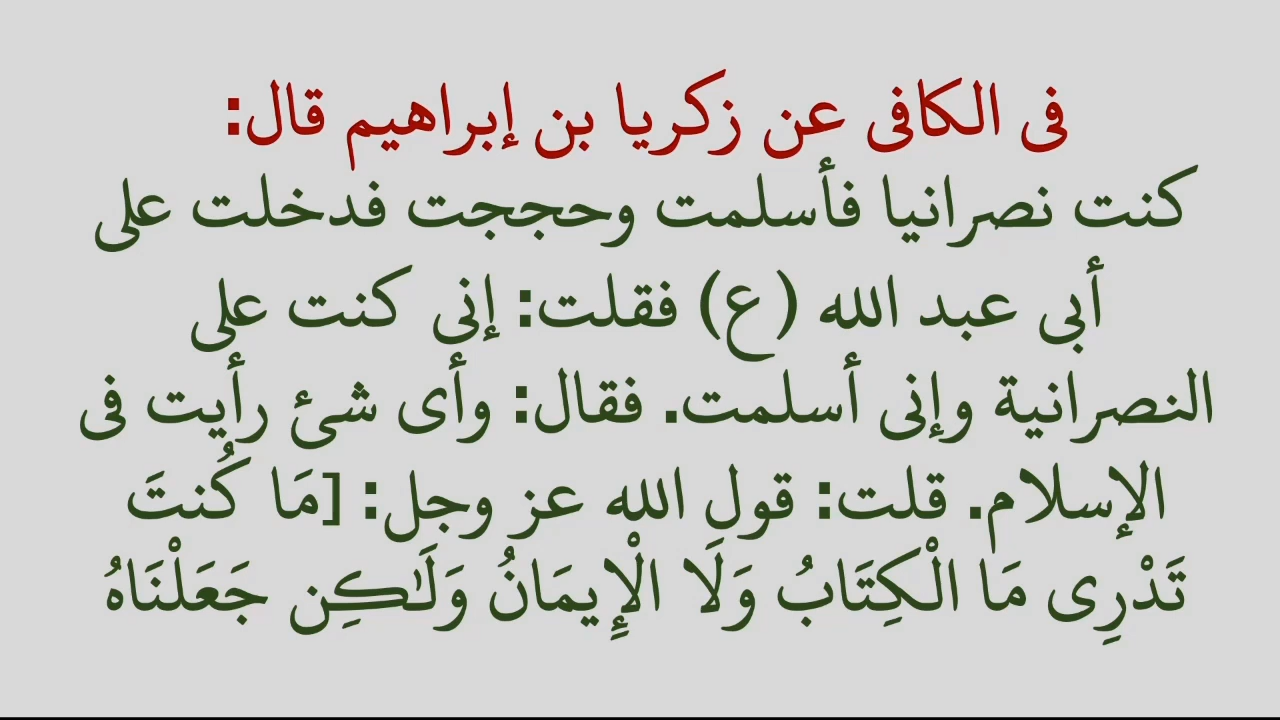 فى الكافى عن زكريا بن إبراهيم قال:
كنت نصرانيا فأسلمت وحججت فدخلت على
أبى عبد الله (ع) فقلت: إنى كنت على
النصرانية وإنى أسلمت. فقال: وأى شئ رأيت فى
الإسلام. قلت: قول الله عز وجل: [مَا كُنتَ
تَدْرِى مَا الْكِتَابُ وَلَا الْإِيمَانُ وَلَٰكِن جَعَلْنَاهُ